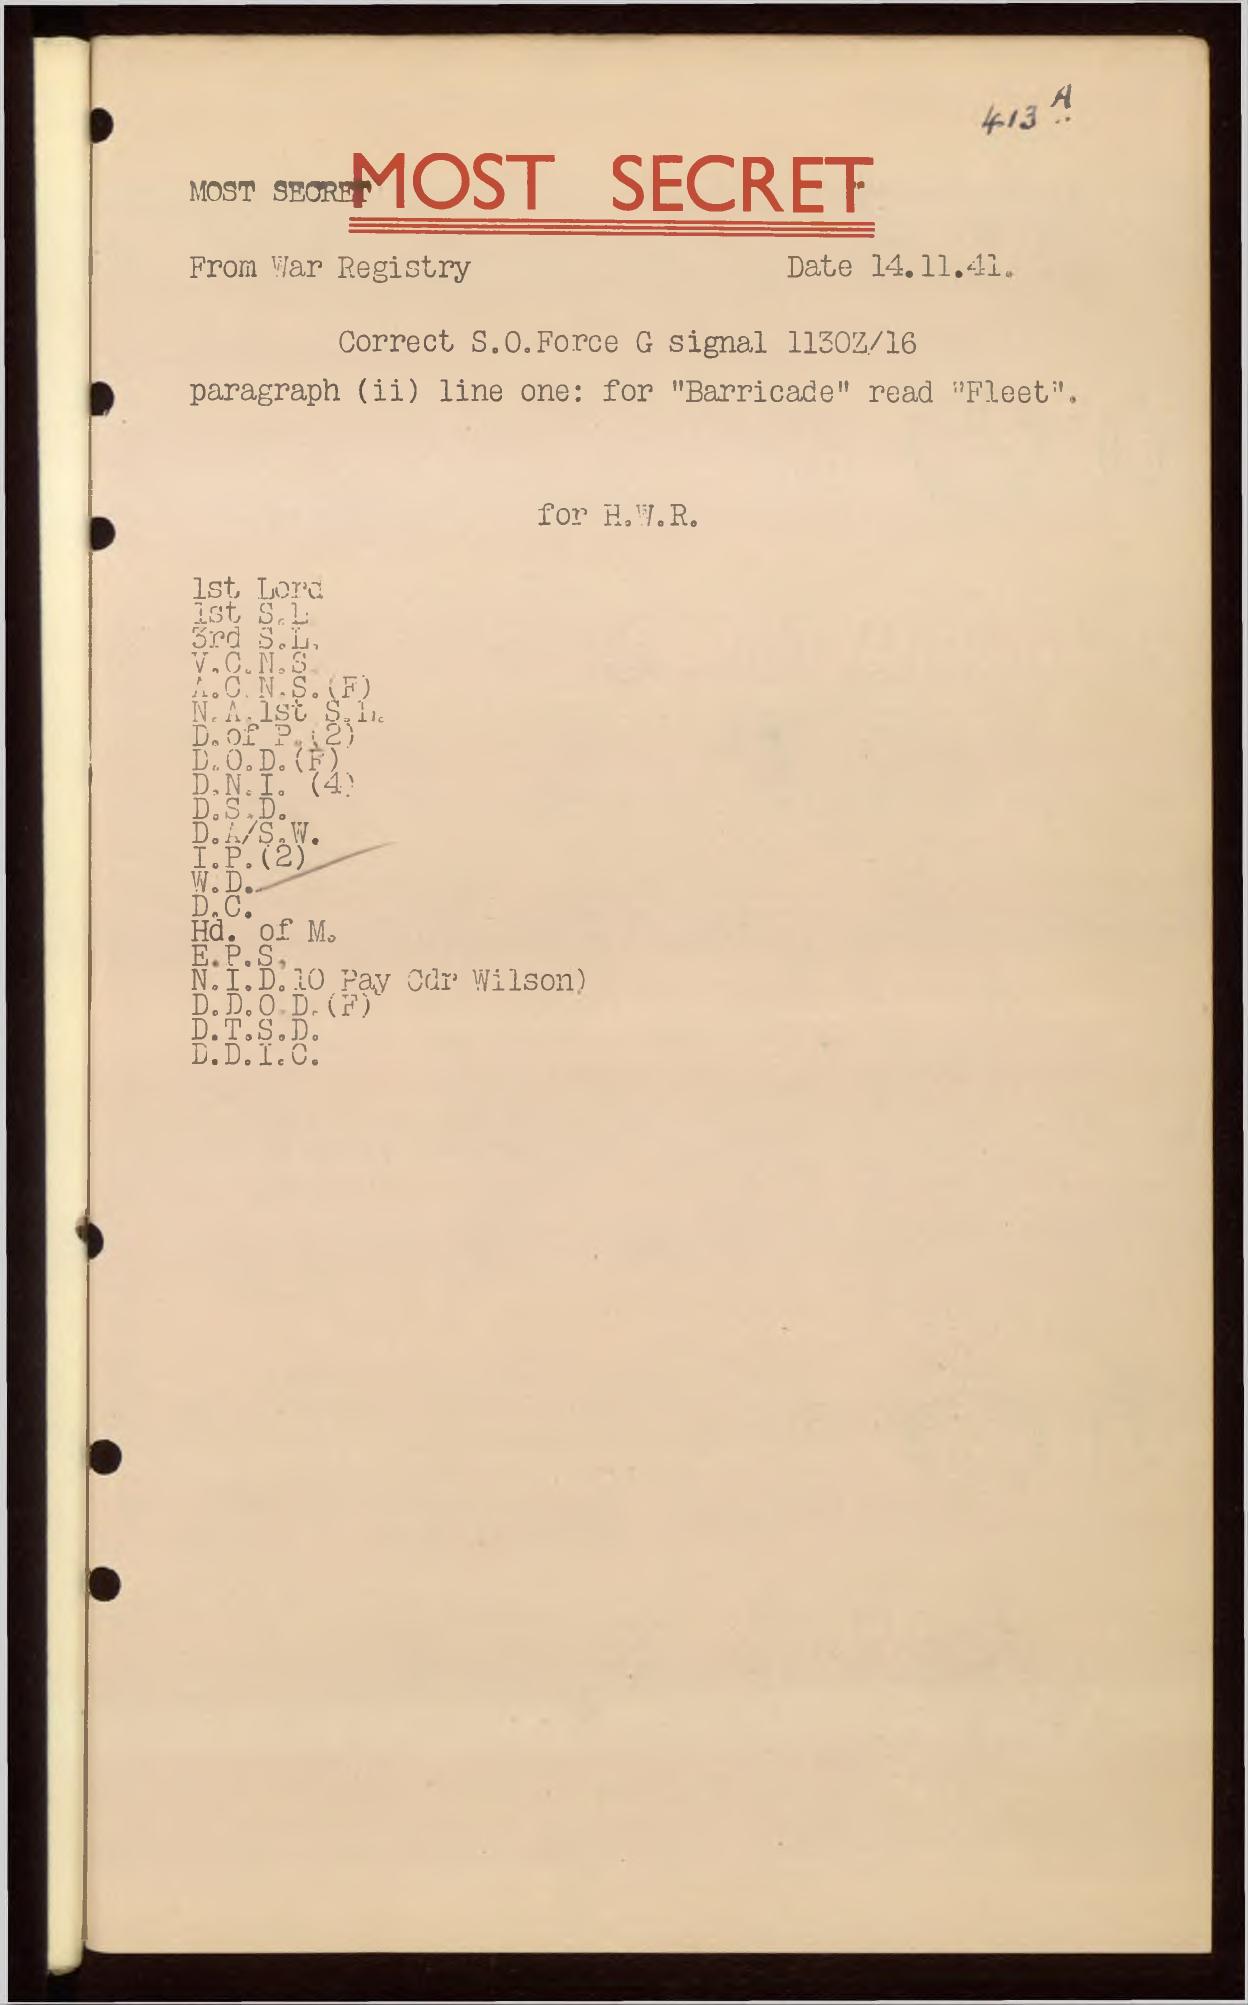 413 A
MOST SECRET
MOST SECRET
From War Registry Date 14.11.41.
Correct S.O.Force G signal 1130Z/16
paragraph (ii) line one: for "Barricade" read "Fleet".
for H.W.R.
1st Lord
1st S.L
3rd S.L.
V.C.N.S.
A.C.N.S.(F)
N.A.1st S.L.
D.of P.(2)
D.O.D.(F)
D.N.I. (4)
D.S.D.
D.A/S.W.
I.P.(2)
W.D.
D.C.
Hd. of M.
E.P.S.
N.I.D.10 Pay Cdr Wilson)
D.D.O.D.(F)
D.T.S.D.
D.D.I.C.